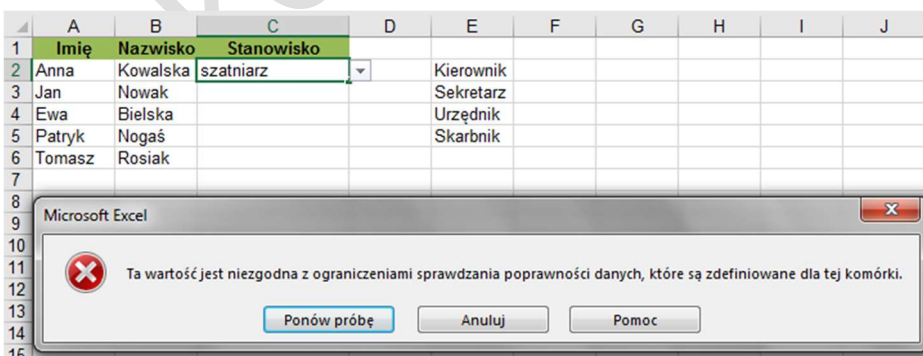 A B C D E F G H I J
1 Imię Nazwisko Stanowisko
2 Anna Kowalska szatniarz Kierownik
3 Jan Nowak Sekretarz
4 Ewa Bielska Urzędnik
5 Patryk Nogaś Skarbnik
6 Tomasz Rosiak
7
8
9 Microsoft Excel
10
11 Ta wartość jest niezgodna z ograniczeniami sprawdzania poprawności danych, które są zdefiniowane dla tej komórki.
12
13 Ponów próbę Anuluj Pomoc
14
15